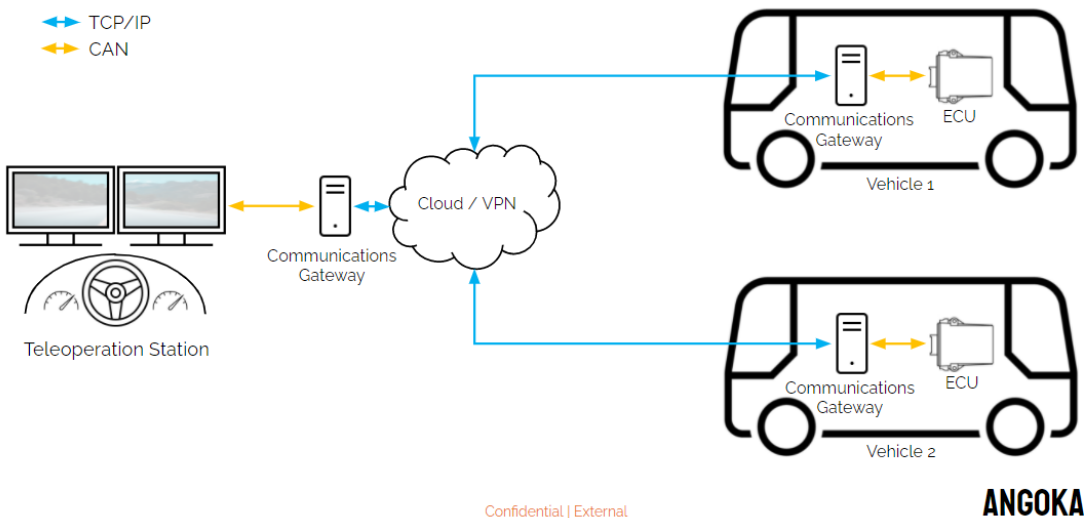 TCP/IP
CAN
Communications
Gateway
ECU
Vehicle 1
Cloud / VPN
Communications
Gateway
Teleoperation Station
Communications
Gateway
ECU
Vehicle 2
Confidential | External
ANGOKA